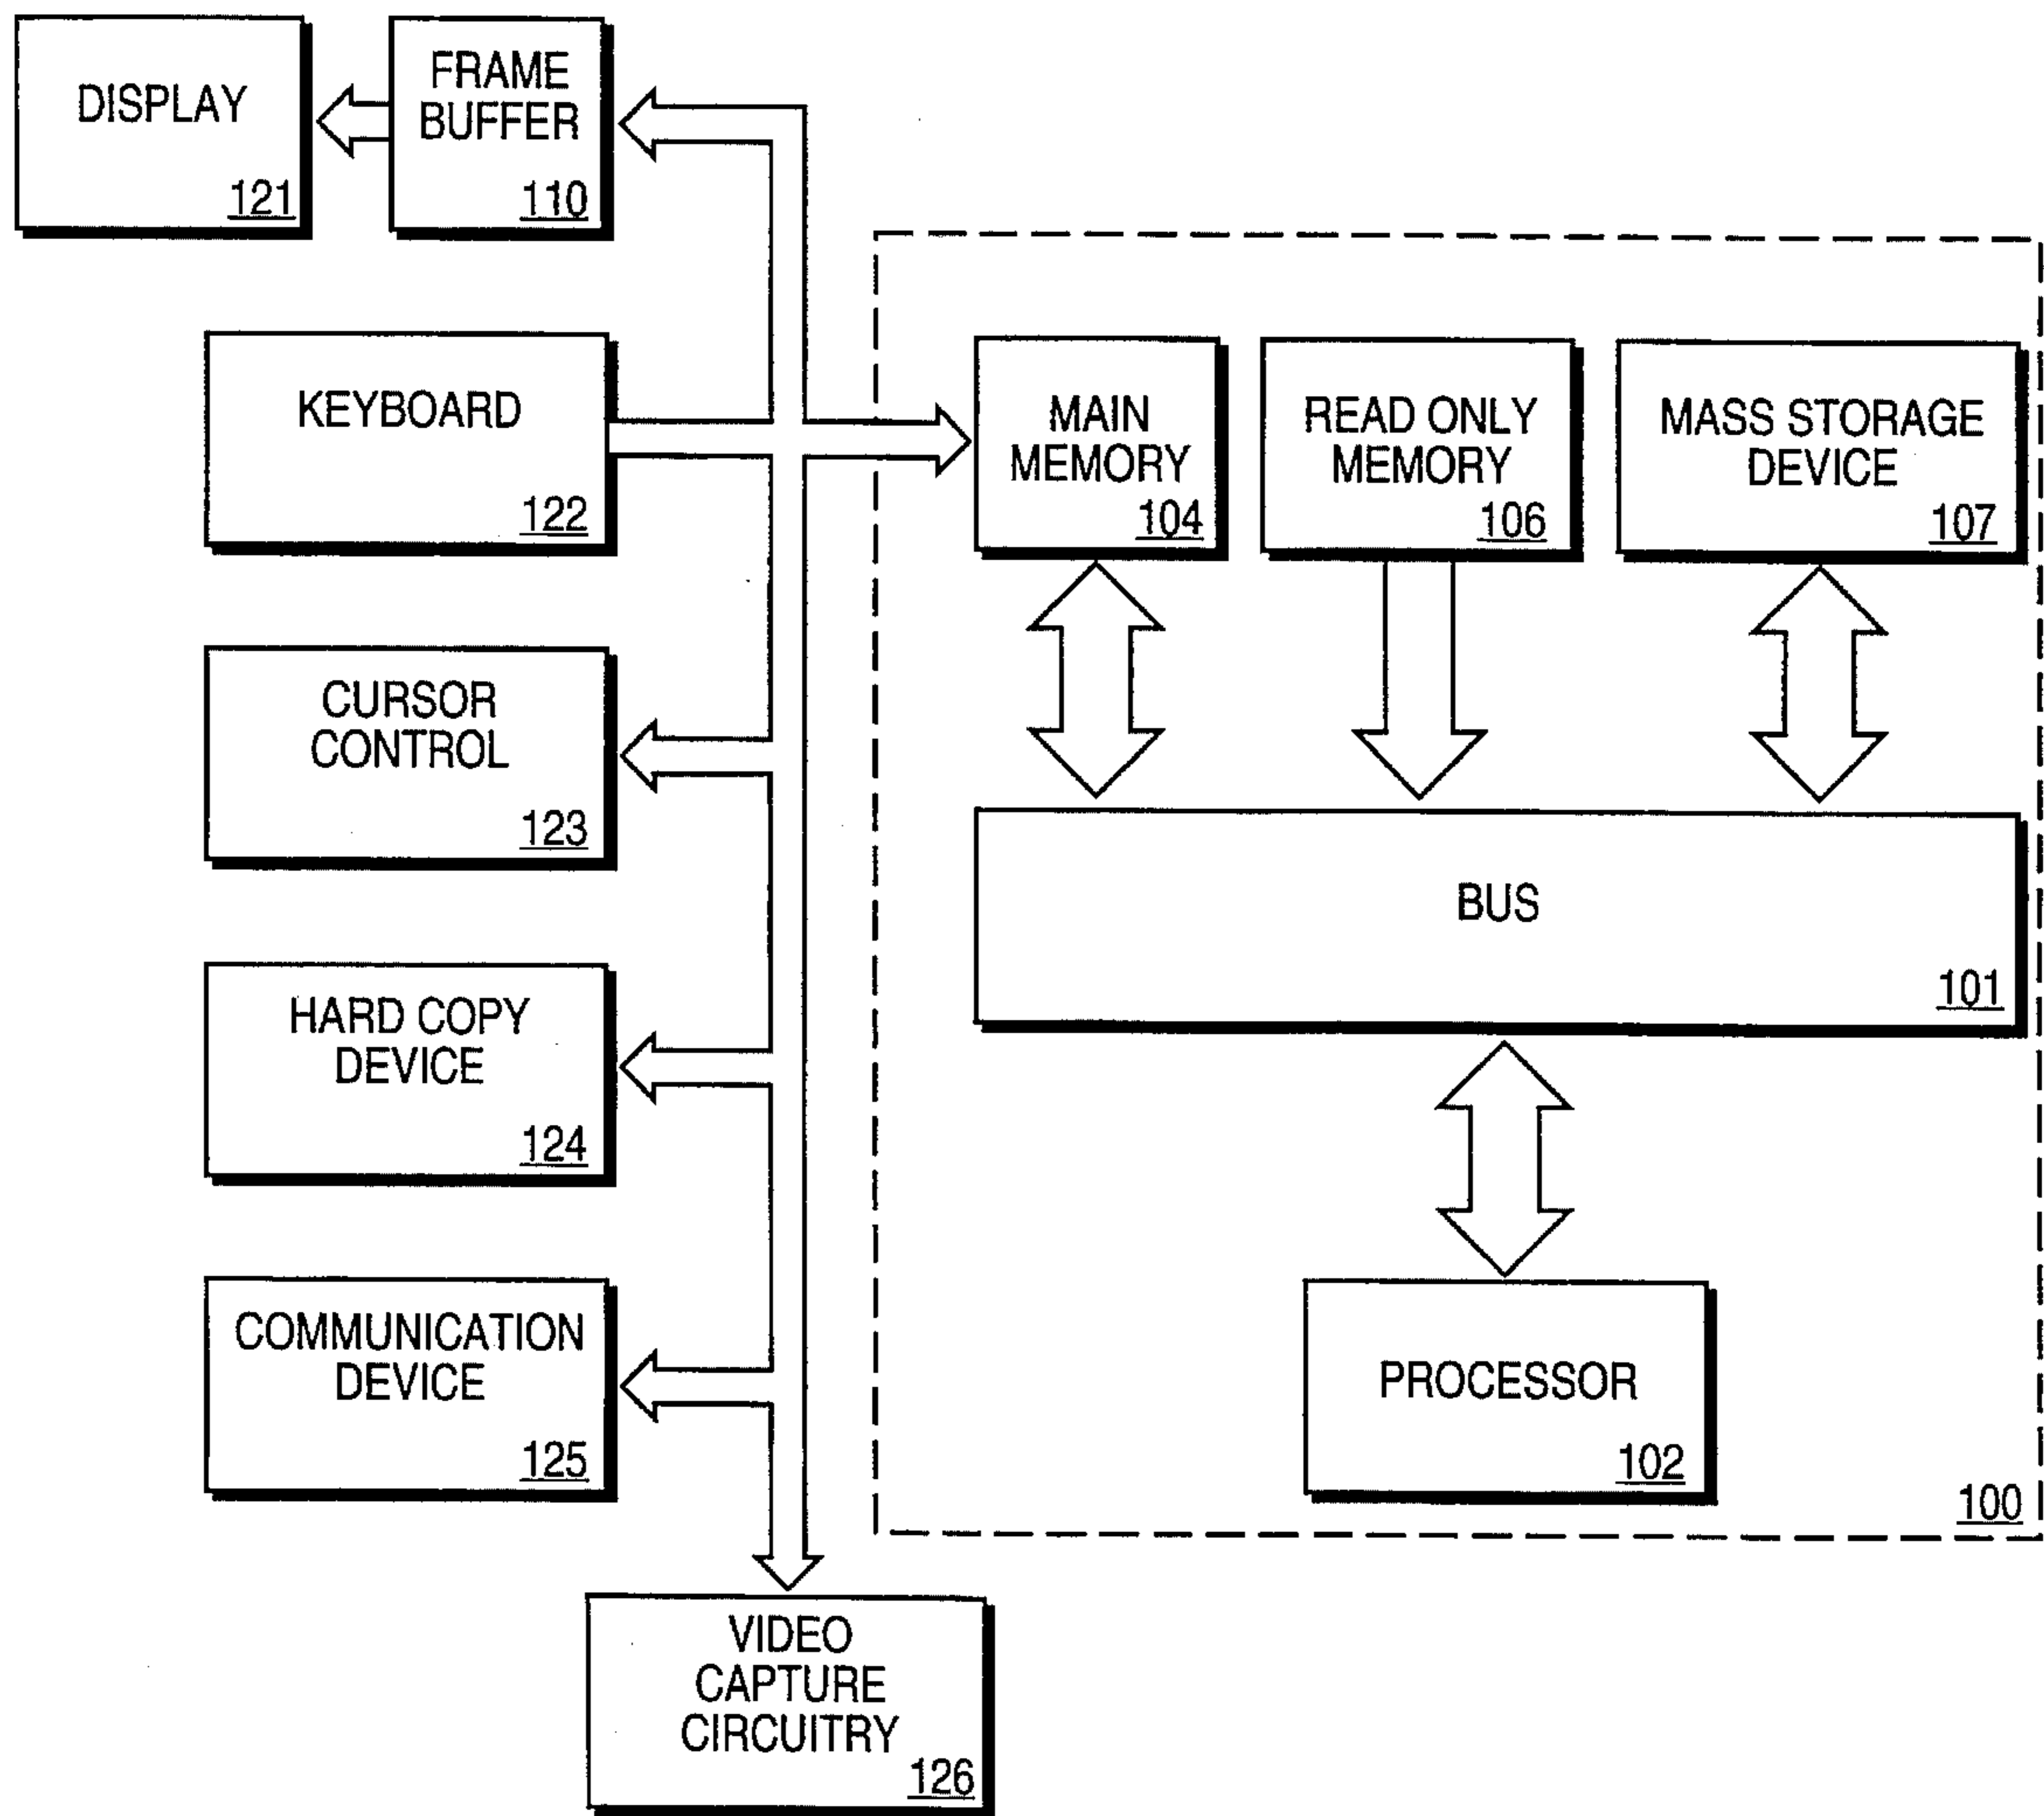 DISPLAY
121
FRAME
BUFFER
110
KEYBOARD
122
MAIN
MEMORY
104
READ ONLY
MEMORY
106
MASS STORAGE
DEVICE
107
CURSOR
CONTROL
123
BUS
101
HARD COPY
DEVICE
124
COMMUNICATION
DEVICE
125
PROCESSOR
102
100
VIDEO
CAPTURE
CIRCUITRY
126